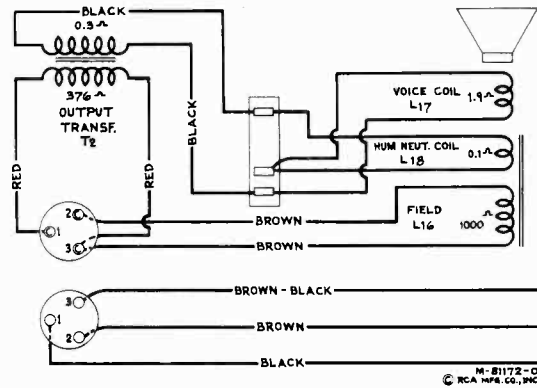 BLACK
0.3 Ω
376 Ω
OUTPUT
TRANSF.
T2
RED
RED
BLACK
VOICE COIL
L17
1.9 Ω
HUM NEUT. COIL
L18
0.1 Ω
FIELD
L16
1000 Ω
BROWN
BROWN
2
1
3
BROWN-BLACK
BROWN
BLACK
3
1
2
M-81172-0
© RCA MFG. CO., INC.